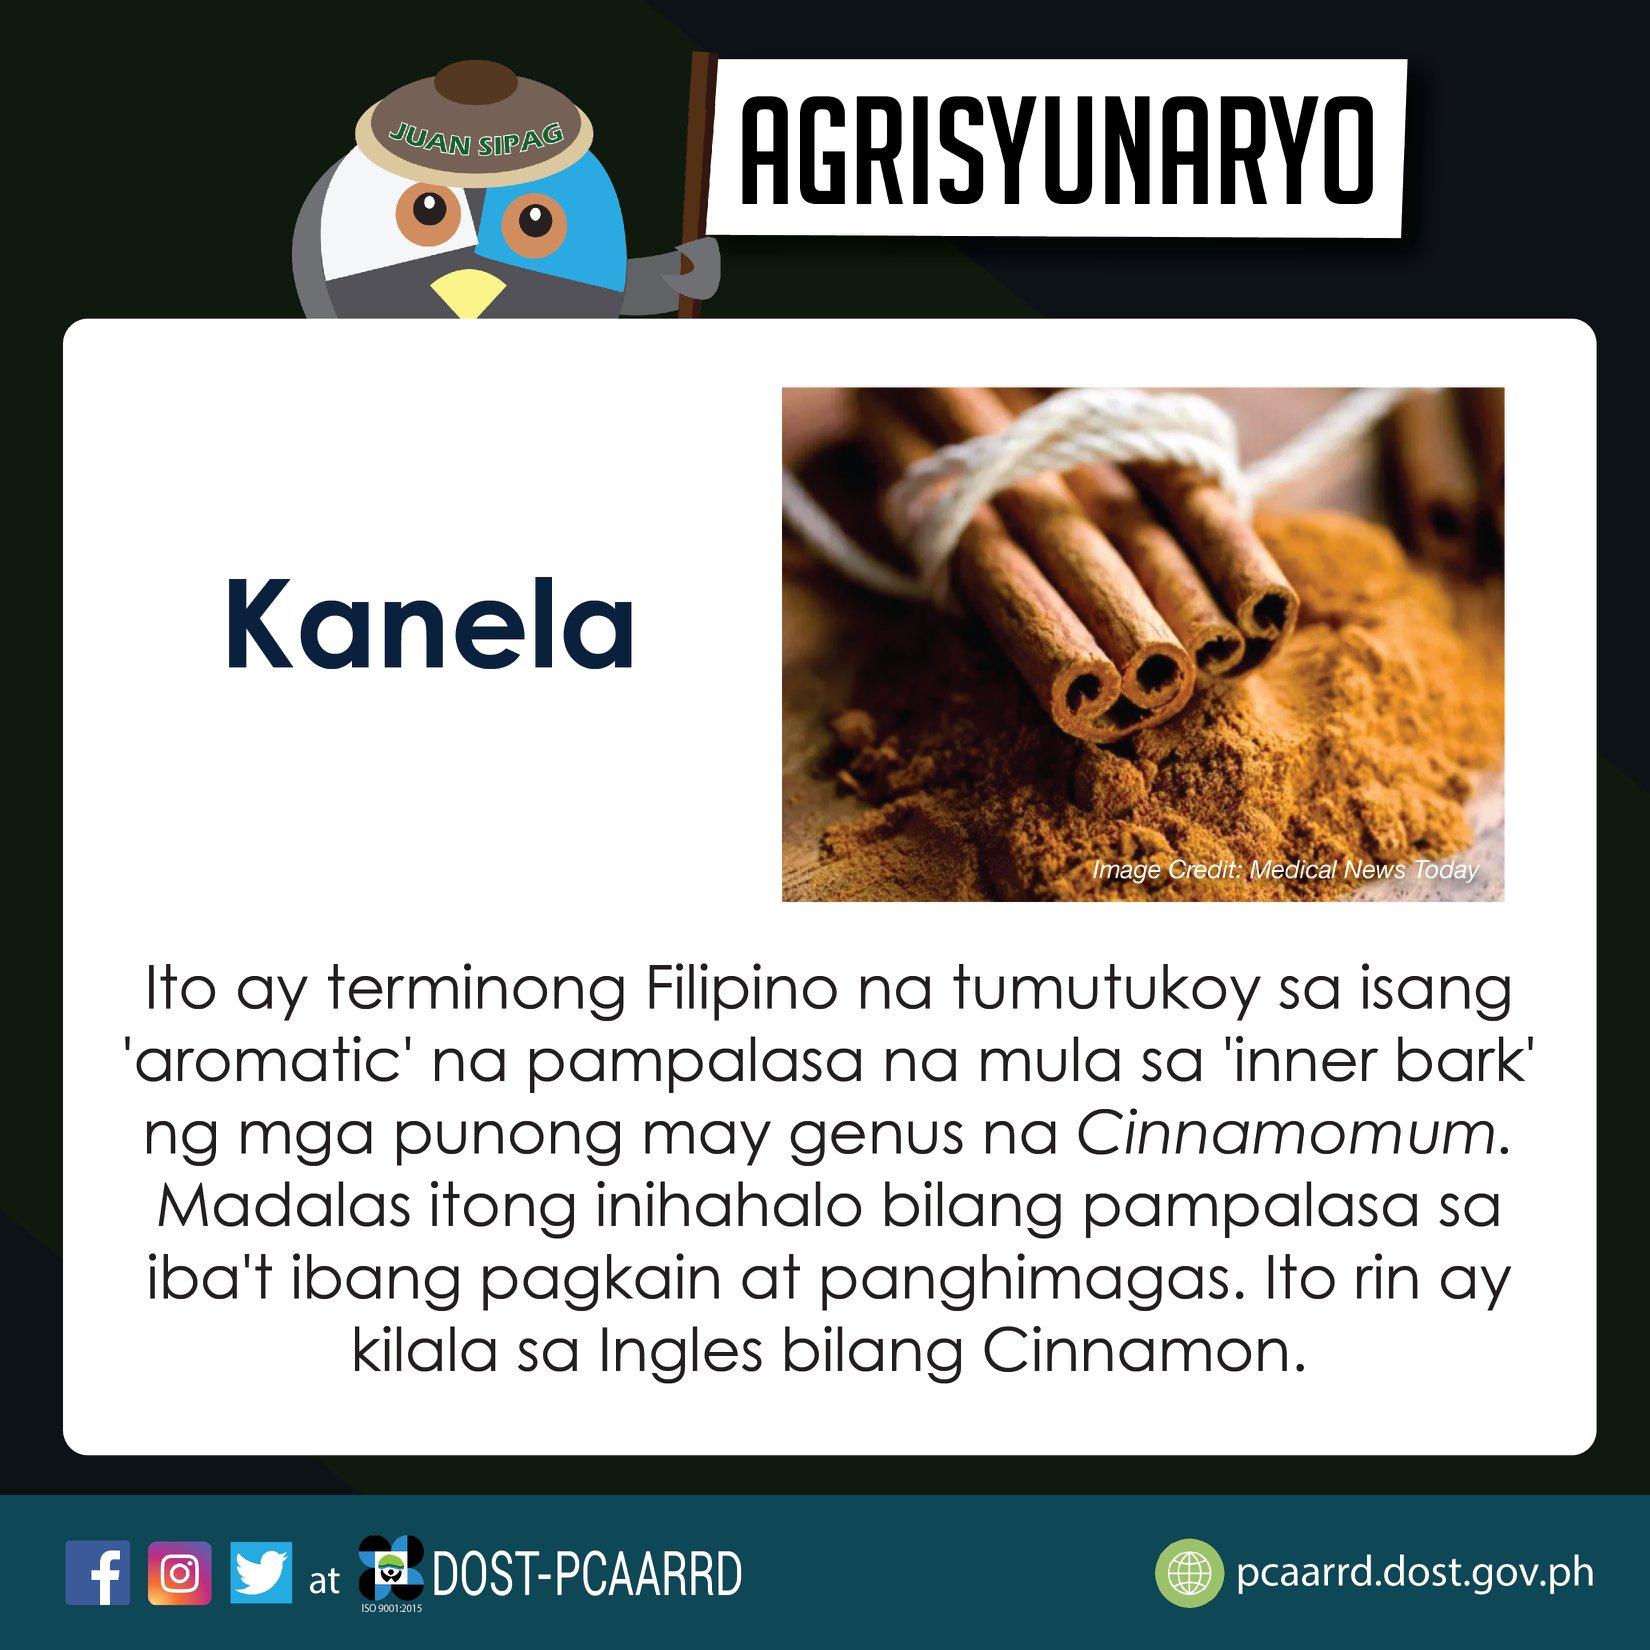 JUAN SIPAG
AGRISYUNARYO
Kanela
Image Credit: Medical News Today
Ito ay terminong Filipino na tumutukoy sa isang
'aromatic' na pampalasa na mula sa 'inner bark'
ng mga punong may genus na Cinnamomum.
Madalas itong inihahalo bilang pampalasa sa
iba't ibang pagkain at panghimagas. Ito rin ay
kilala sa Ingles bilang Cinnamon.
at
DOST-PCAARRD
ISO 9001:2015
pcaarrd.dost.gov.ph